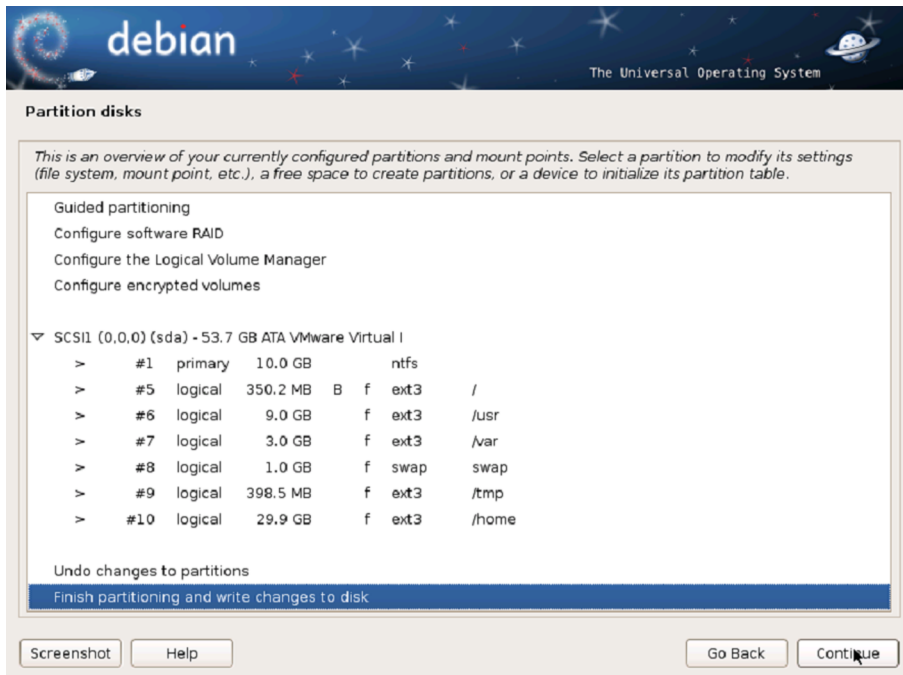 debian
The Universal Operating System
Partition disks
This is an overview of your currently configured partitions and mount points. Select a partition to modify its settings
(file system, mount point, etc.), a free space to create partitions, or a device to initialize its partition table.
Guided partitioning
Configure software RAID
Configure the Logical Volume Manager
Configure encrypted volumes
SCSI1 (0,0,0) (sda) - 53.7 GB ATA VMware Virtual I
> #1 primary 10.0 GB ntfs
> #5 logical 350.2 MB B f ext3 /
> #6 logical 9.0 GB f ext3 /usr
> #7 logical 3.0 GB f ext3 /var
> #8 logical 1.0 GB f swap swap
> #9 logical 398.5 MB f ext3 /tmp
> #10 logical 29.9 GB f ext3 /home
Undo changes to partitions
Finish partitioning and write changes to disk
Screenshot Help Go Back Continue